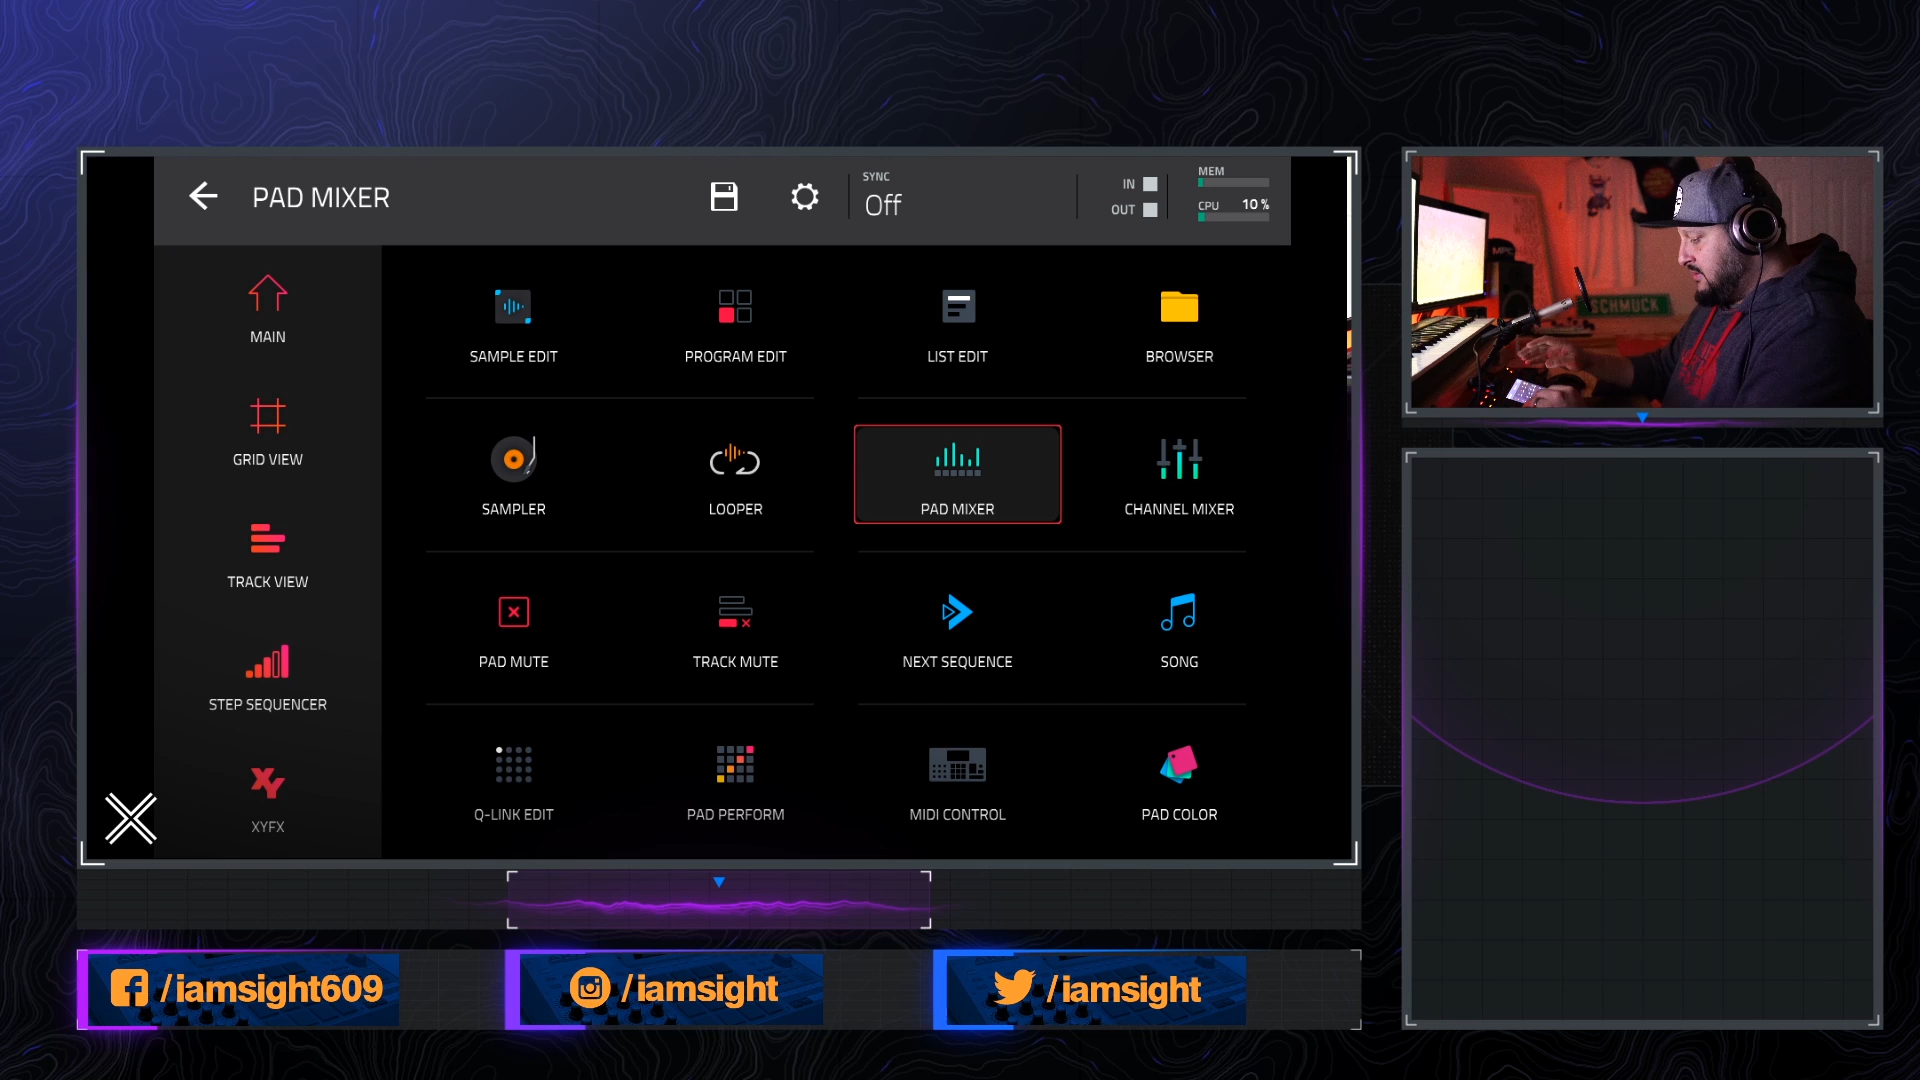 PAD MIXER
SYNC
Off
IN
OUT
MEM
CPU 10 %
MAIN
GRID VIEW
TRACK VIEW
STEP SEQUENCER
XYFX
SAMPLE EDIT
PROGRAM EDIT
LIST EDIT
BROWSER
SAMPLER
LOOPER
PAD MIXER
CHANNEL MIXER
PAD MUTE
TRACK MUTE
NEXT SEQUENCE
SONG
Q-LINK EDIT
PAD PERFORM
MIDI CONTROL
PAD COLOR
MPC
SCHMUCK
/iamsight609
/iamsight
/iamsight